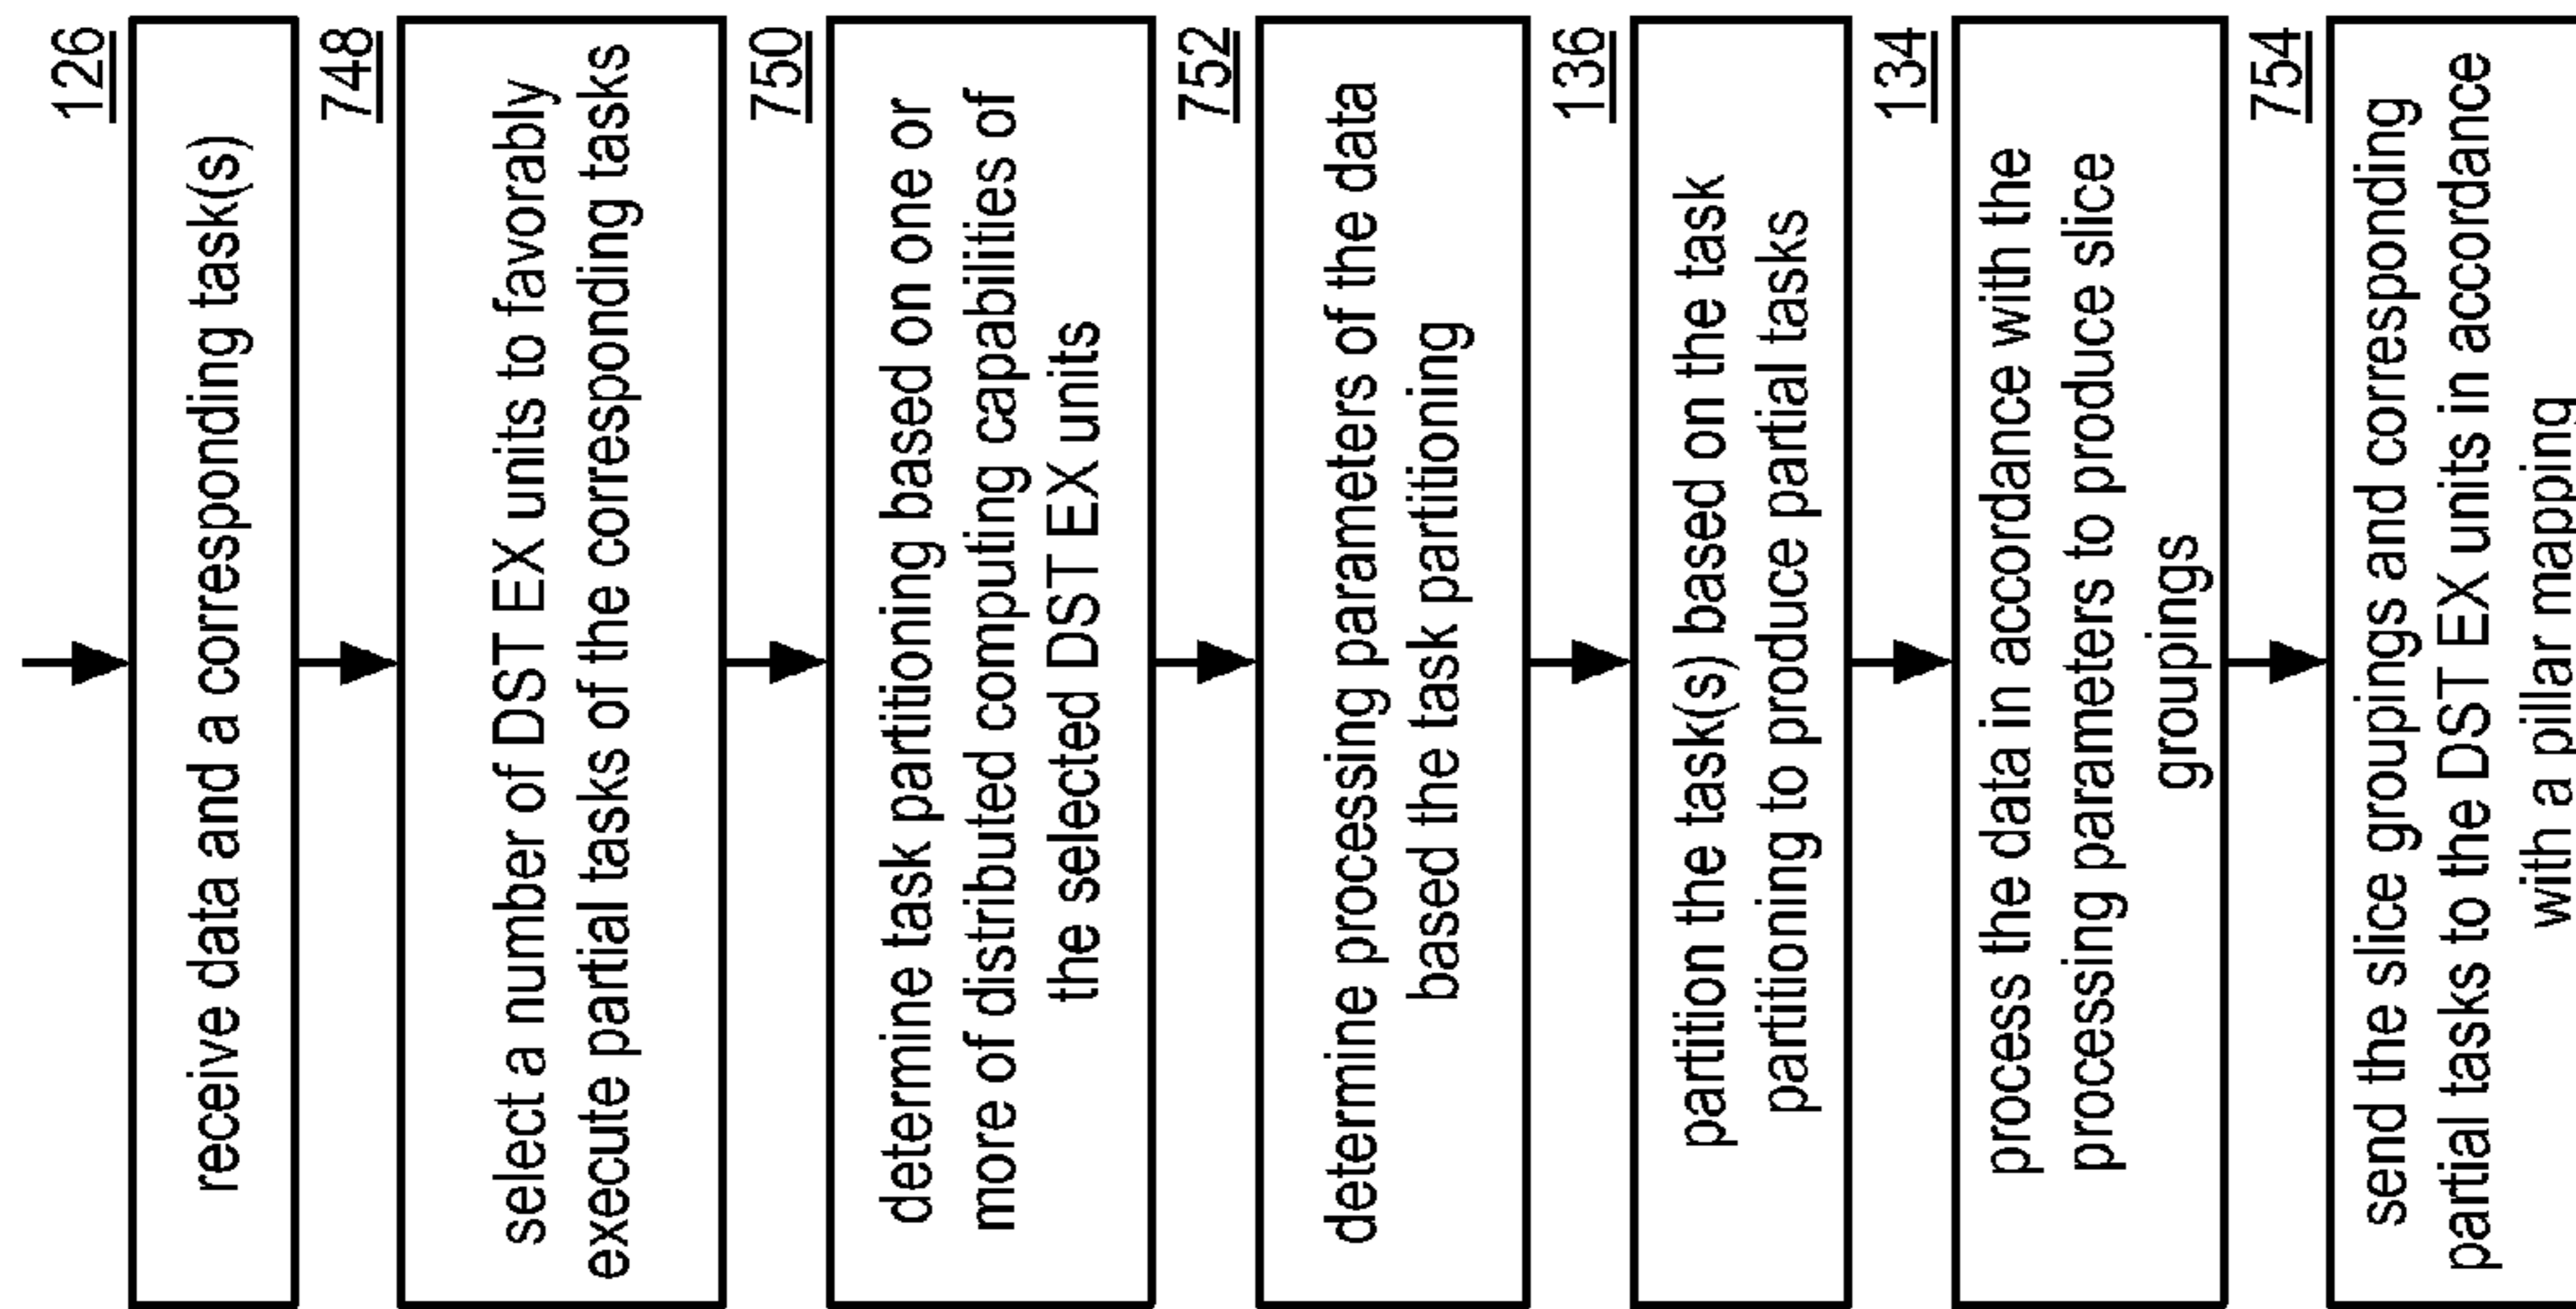 126
receive data and a corresponding task(s)
748
select a number of DST EX units to favorably
execute partial tasks of the corresponding tasks
750
determine task partitioning based on one or
more of distributed computing capabilities of
the selected DST EX units
752
determine processing parameters of the data
based the task partitioning
136
partition the task(s) based on the task
partitioning to produce partial tasks
134
process the data in accordance with the
processing parameters to produce slice
groupings
754
send the slice groupings and corresponding
partial tasks to the DST EX units in accordance
with a pillar mapping